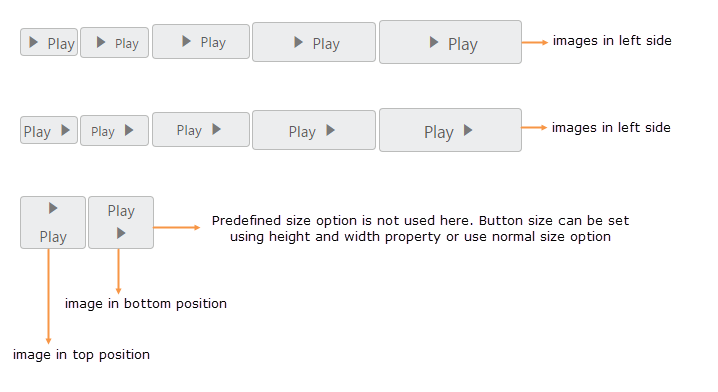 Play Play Play Play Play images in left side
Play Play Play Play Play images in left side
Play Play
Predefined size option is not used here. Button size can be set
using height and width property or use normal size option
image in bottom position
image in top position